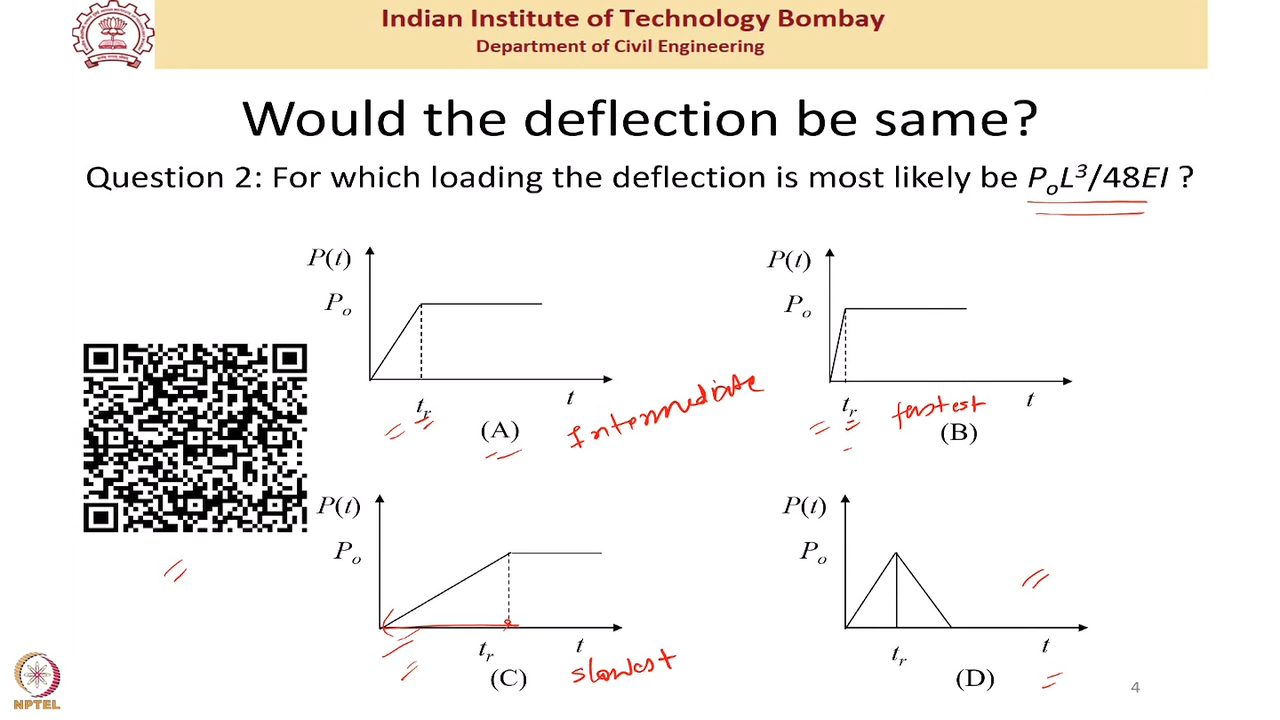 Indian Institute of Technology Bombay
Department of Civil Engineering
Would the deflection be same?
Question 2: For which loading the deflection is most likely be PₒL³/48EI ?
P(t)
Pₒ
tᵣ
t
(A)
Intermediate
P(t)
Pₒ
tᵣ
t
fastest
(B)
P(t)
Pₒ
tᵣ
t
(C)
slowest
P(t)
Pₒ
tᵣ
t
(D)
4
NPTEL